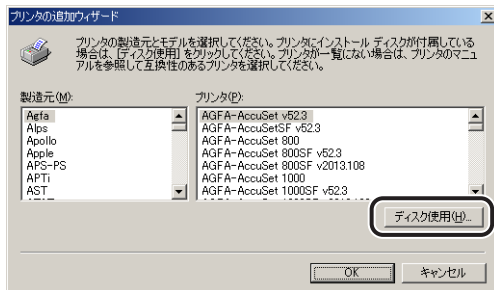 プリンタの追加ウィザード
プリンタの製造元とモデルを選択してください。プリンタにインストール ディスクが付属している
場合は、[ディスク使用] をクリックしてください。プリンタが一覧にない場合は、プリンタのマニュ
アルを参照して互換性のあるプリンタを選択してください。
製造元(M):
Agfa
Alps
Apollo
Apple
APS-PS
APTi
AST
プリンタ(P):
AGFA-AccuSet v52.3
AGFA-AccuSetSF v52.3
AGFA-AccuSet 800
AGFA-AccuSet 800SF v52.3
AGFA-AccuSet 800SF v2013.108
AGFA-AccuSet 1000
AGFA-AccuSet 1000SF v52.3
ディスク使用(H)...
OK
キャンセル